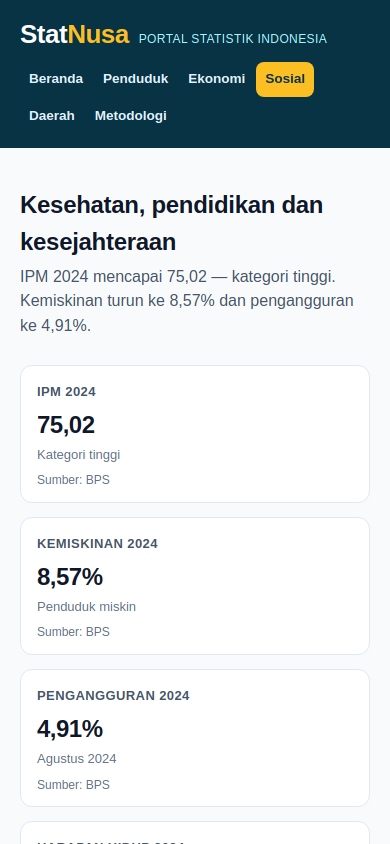 StatNusa PORTAL STATISTIK INDONESIA
Beranda Penduduk Ekonomi Sosial
Daerah Metodologi
Kesehatan, pendidikan dan
kesejahteraan
IPM 2024 mencapai 75,02 — kategori tinggi.
Kemiskinan turun ke 8,57% dan pengangguran
ke 4,91%.
IPM 2024
75,02
Kategori tinggi
Sumber: BPS
KEMISKINAN 2024
8,57%
Penduduk miskin
Sumber: BPS
PENGANGGURAN 2024
4,91%
Agustus 2024
Sumber: BPS